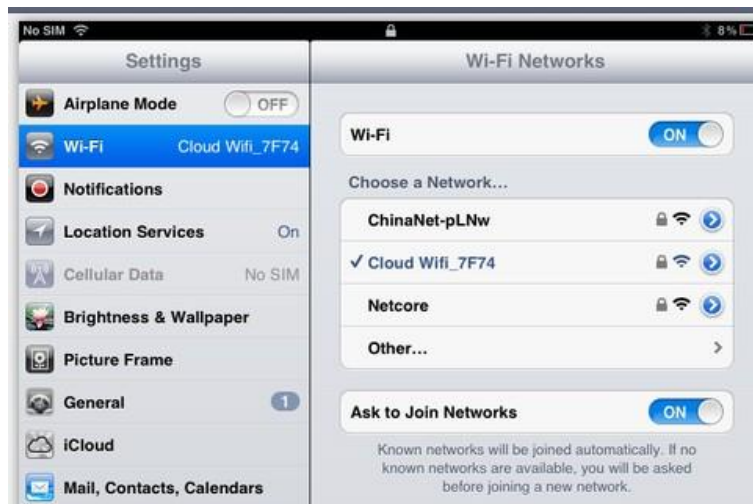 No SIM
8%
Settings
Airplane Mode OFF
Wi-Fi Cloud Wifi_7F74
Notifications
Location Services On
Cellular Data No SIM
Brightness & Wallpaper
Picture Frame
General 1
iCloud
Mail, Contacts, Calendars
Wi-Fi Networks
Wi-Fi ON
Choose a Network...
ChinaNet-pLNw
Cloud Wifi_7F74
Netcore
Other...
Ask to Join Networks ON
Known networks will be joined automatically. If no
known networks are available, you will be asked
before joining a new network.